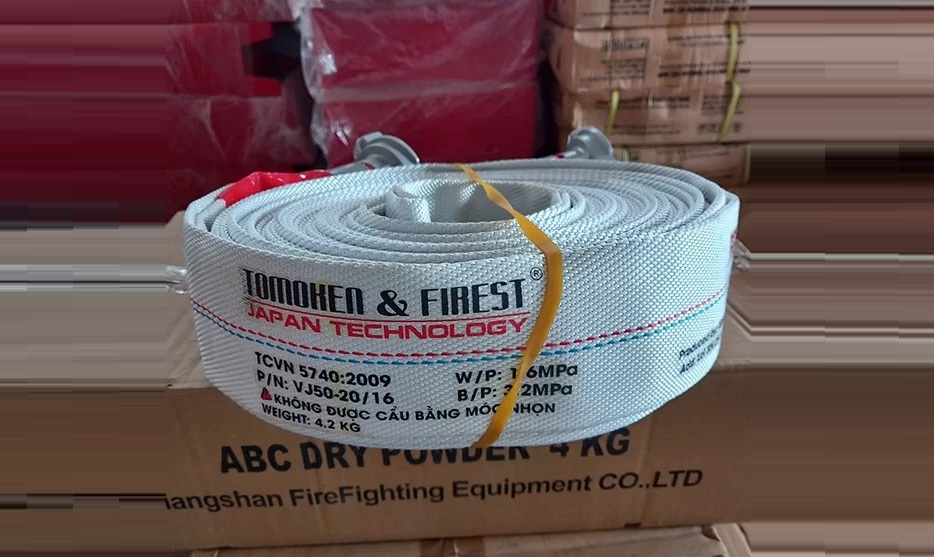 TOMOKEN & FIREST®
JAPAN TECHNOLOGY
TCVN 5740:2009
P/N: VJ50-20/16
KHÔNG ĐƯỢC CẨU BẰNG MÓC NHỌN
WEIGHT: 4.2 KG
W/P: 1.6MPa
B/P: 3.2MPa
ABC DRY POWDER 4 KG
FireFighting Equipment CO..LTD